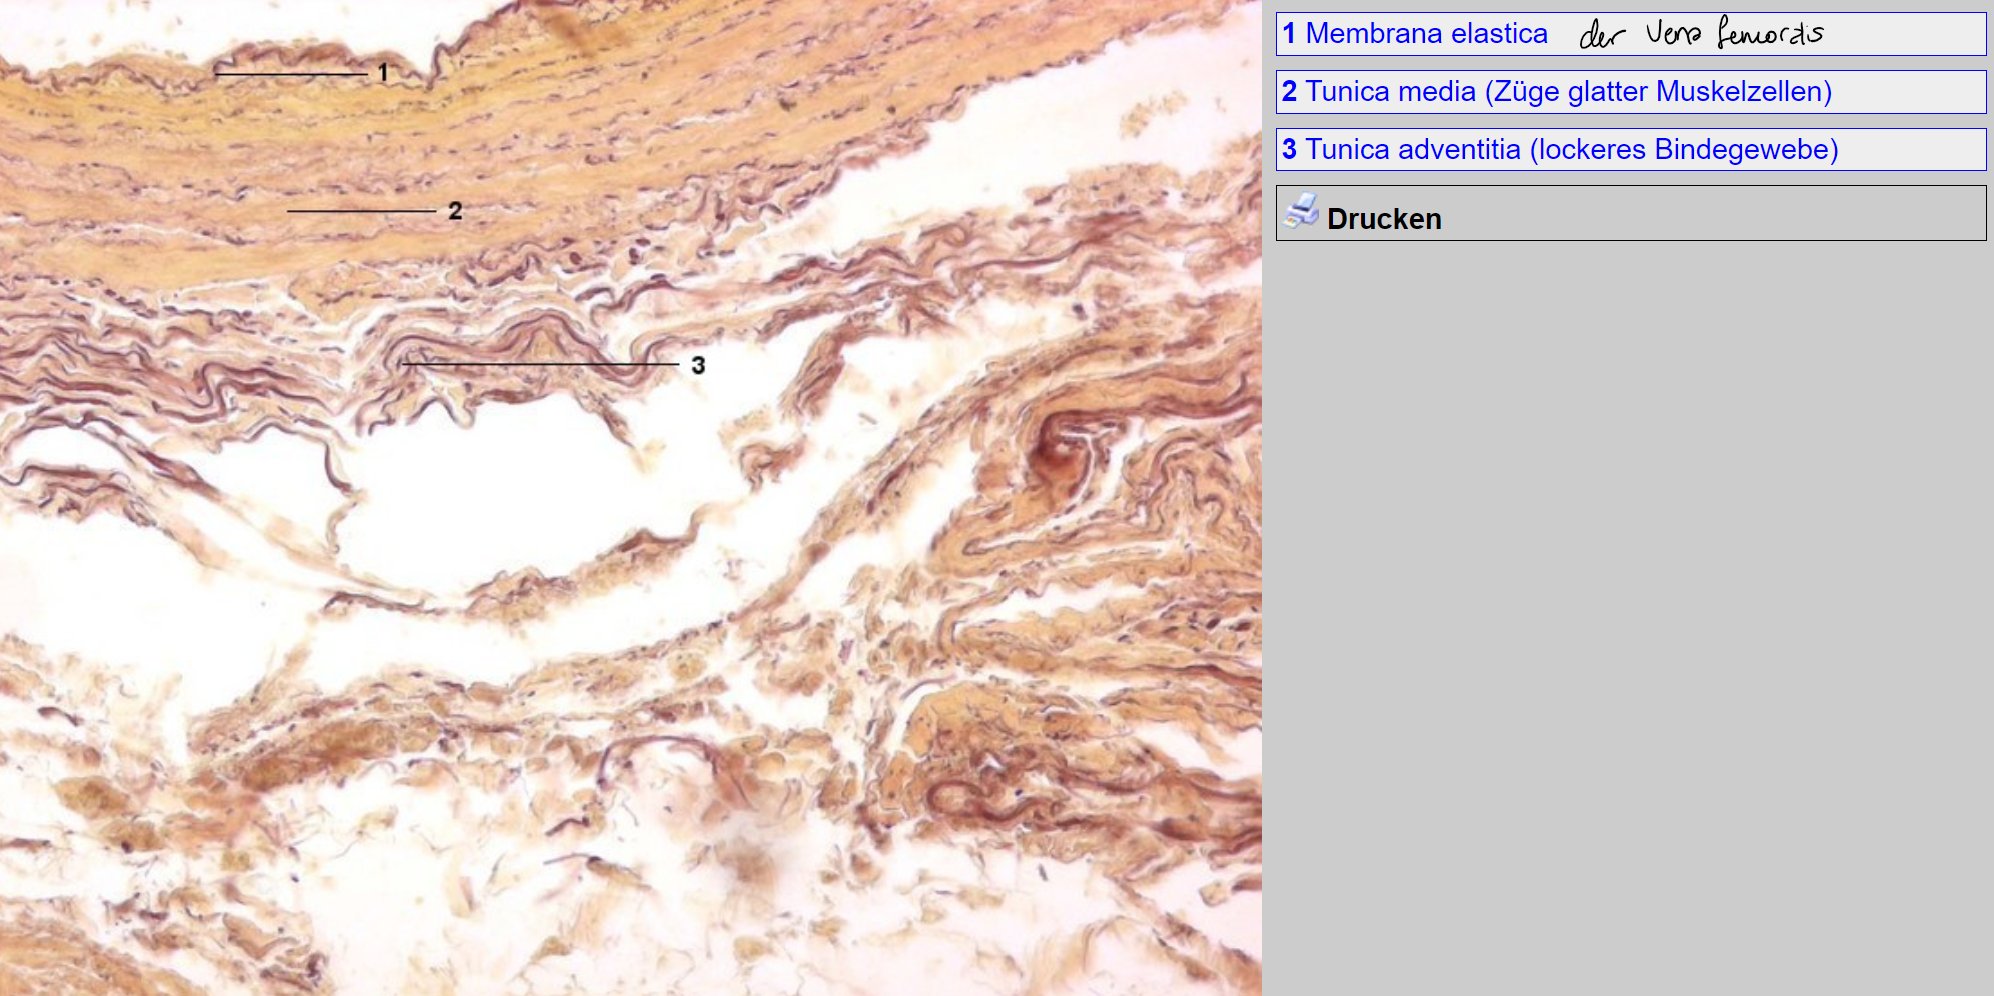 1
2
3
1 Membrana elastica der Vena femoralis
2 Tunica media (Züge glatter Muskelzellen)
3 Tunica adventitia (lockeres Bindegewebe)
Drucken